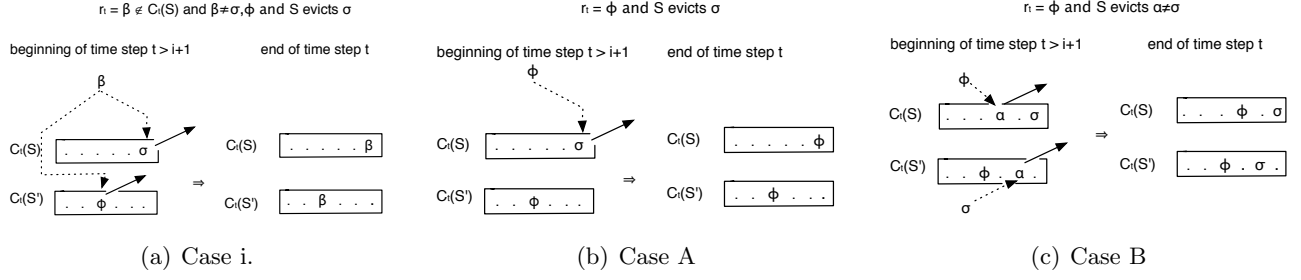 rₜ = β ∉ Cₜ(S) and β≠σ,ϕ and S evicts σ
beginning of time step t > i+1 end of time step t
β
Cₜ(S) . . . . . σ Cₜ(S) . . . . . β
⇒
Cₜ(S') . . ϕ . . . Cₜ(S') . . β . . .
(a) Case i.
rₜ = ϕ and S evicts σ
beginning of time step t > i+1 end of time step t
ϕ
Cₜ(S) . . . . . σ Cₜ(S) . . . . . ϕ
⇒
Cₜ(S') . . ϕ . . . Cₜ(S') . . ϕ . . .
(b) Case A
rₜ = ϕ and S evicts α≠σ
beginning of time step t > i+1 end of time step t
ϕ
Cₜ(S) . . . α . σ Cₜ(S) . . . ϕ . σ
⇒
Cₜ(S') . . ϕ . α . Cₜ(S') . . ϕ . σ .
σ
(c) Case B